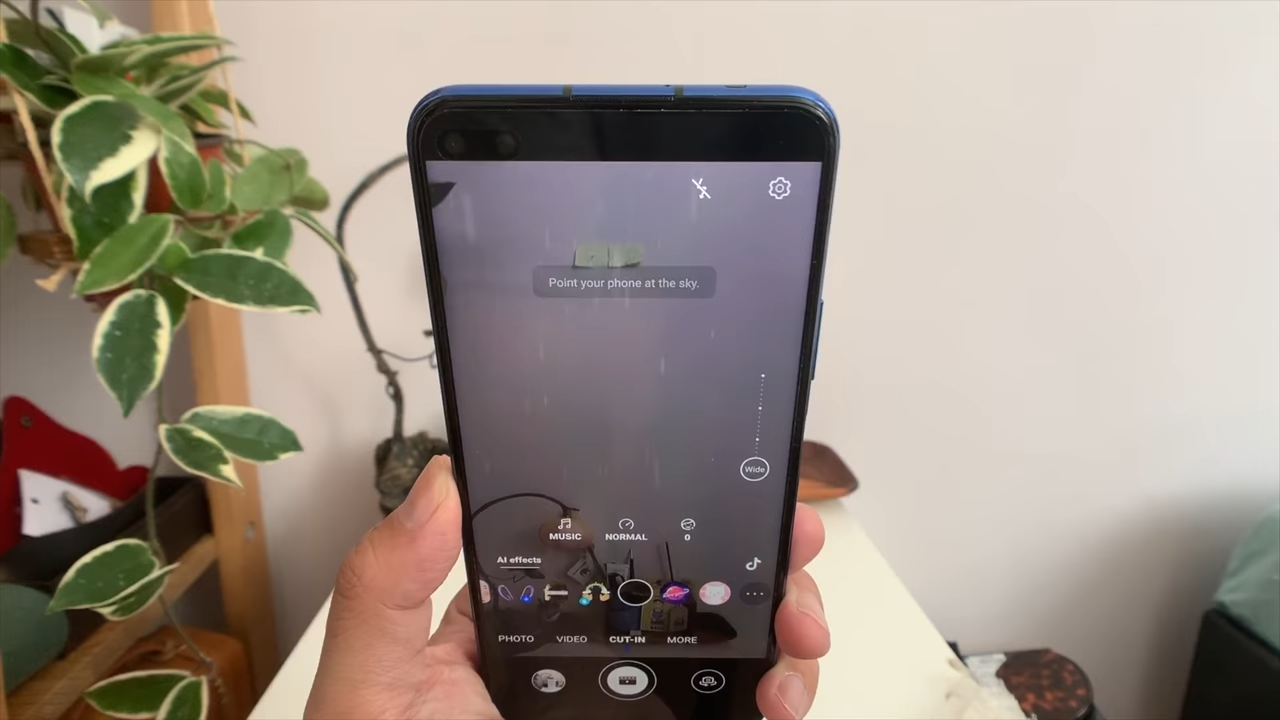 Point your phone at the sky.
Wide
MUSIC NORMAL 0
AI effects
PHOTO VIDEO CUT-IN MORE